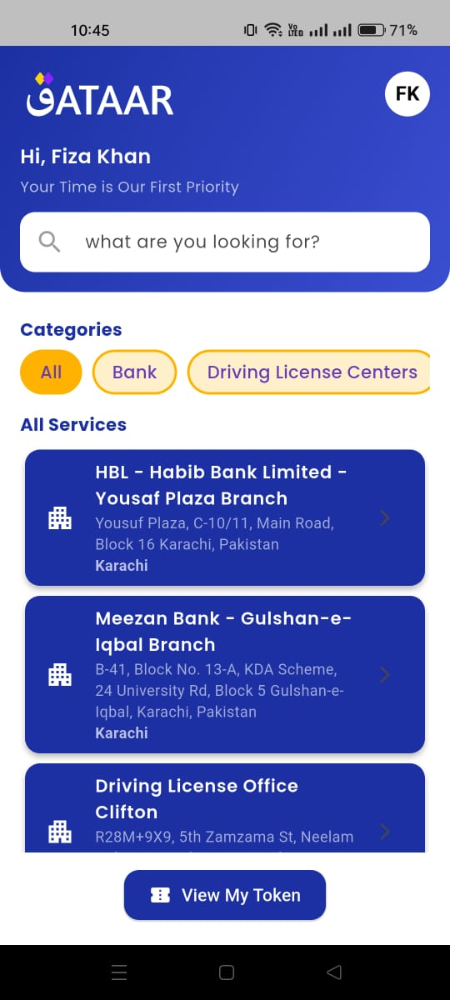 10:45
Vo LTED
71%
قATAAR
FK
Hi, Fiza Khan
Your Time is Our First Priority
what are you looking for?
Categories
All
Bank
Driving License Centers
All Services
HBL - Habib Bank Limited -
Yousaf Plaza Branch
Yousuf Plaza, C-10/11, Main Road,
Block 16 Karachi, Pakistan
Karachi
Meezan Bank - Gulshan-e-
Iqbal Branch
B-41, Block No. 13-A, KDA Scheme,
24 University Rd, Block 5 Gulshan-e-
Iqbal, Karachi, Pakistan
Karachi
Driving License Office
Clifton
R28M+9X9, 5th Zamzama St, Neelam
View My Token